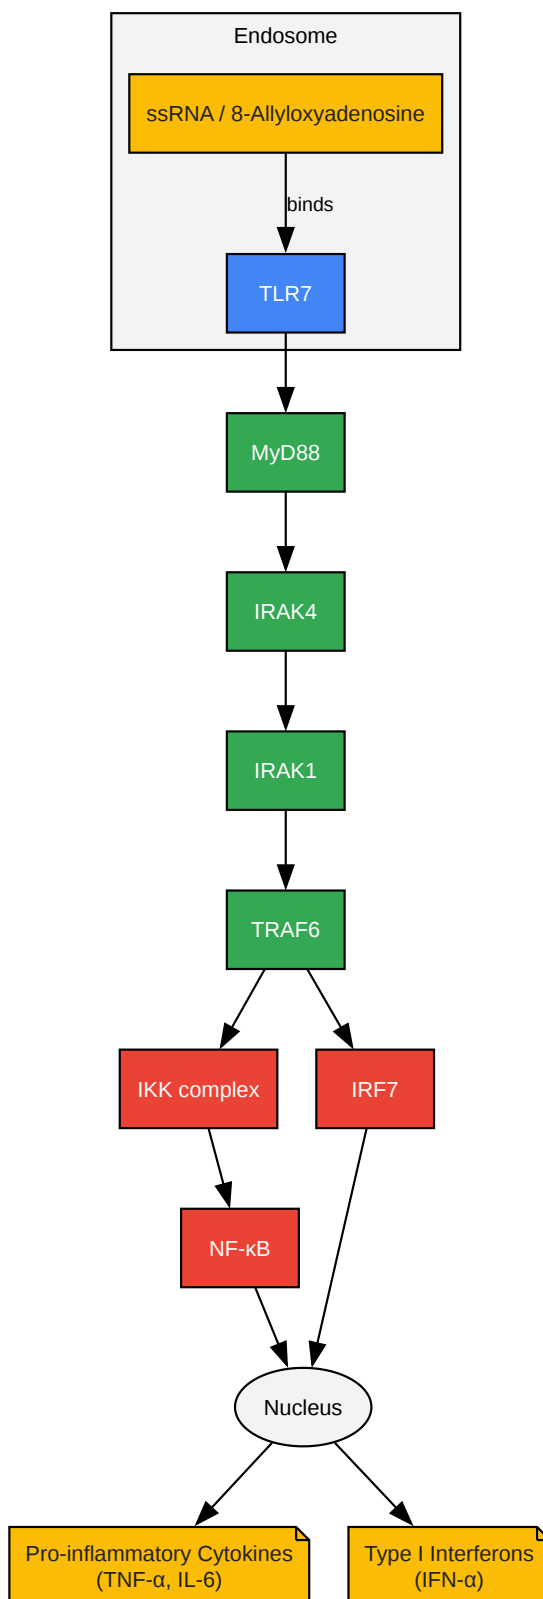 Endosome
ssRNA / 8-Allyloxyadenosine
binds
TLR7
MyD88
IRAK4
IRAK1
TRAF6
IKK complex
IRF7
NF-κB
Nucleus
Pro-inflammatory Cytokines
(TNF-α, IL-6)
Type I Interferons
(IFN-α)